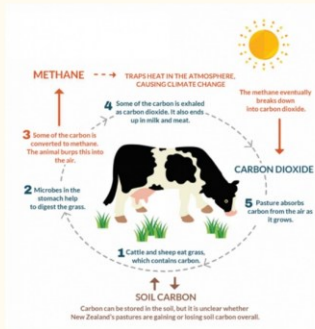 METHANE
TRAPS HEAT IN THE ATMOSPHERE,
CAUSING CLIMATE CHANGE
The methane eventually
breaks down
into carbon dioxide.
4 Some of the carbon is exhaled
as carbon dioxide. It also ends
up in milk and meat.
3 Some of the carbon is
converted to methane.
The animal burps this into
the air.
CARBON DIOXIDE
2 Microbes in the
stomach help
to digest the grass.
5 Pasture absorbs
carbon from the air as
it grows.
1 Cattle and sheep eat grass,
which contains carbon.
SOIL CARBON
Carbon can be stored in the soil, but it is unclear whether
New Zealand's pastures are gaining or losing soil carbon overall.